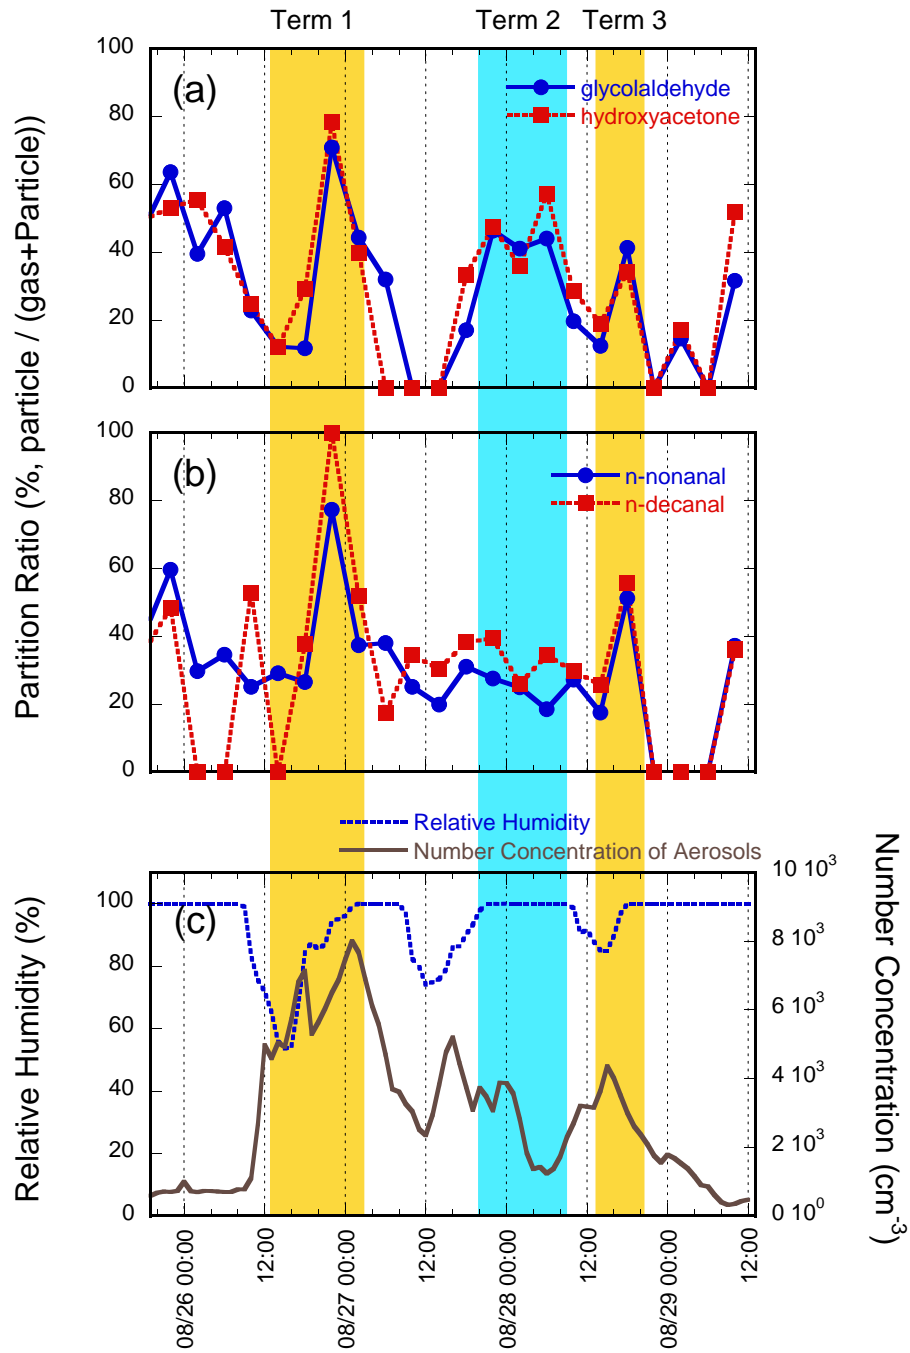 Term 1
Term 2
Term 3
(a)
glycolaldehyde
hydroxyacetone
100
80
60
40
20
0
Partition Ratio (%, particle / (gas+Particle))
(b)
n-nonanal
n-decanal
100
80
60
40
20
0
Relative Humidity
Number Concentration of Aerosols
(c)
Relative Humidity (%)
100
80
60
40
20
0
10 10³
8 10³
6 10³
4 10³
2 10³
0 10⁰
Number Concentration (cm⁻³)
08/26 00:00
12:00
08/27 00:00
12:00
08/28 00:00
12:00
08/29 00:00
12:00